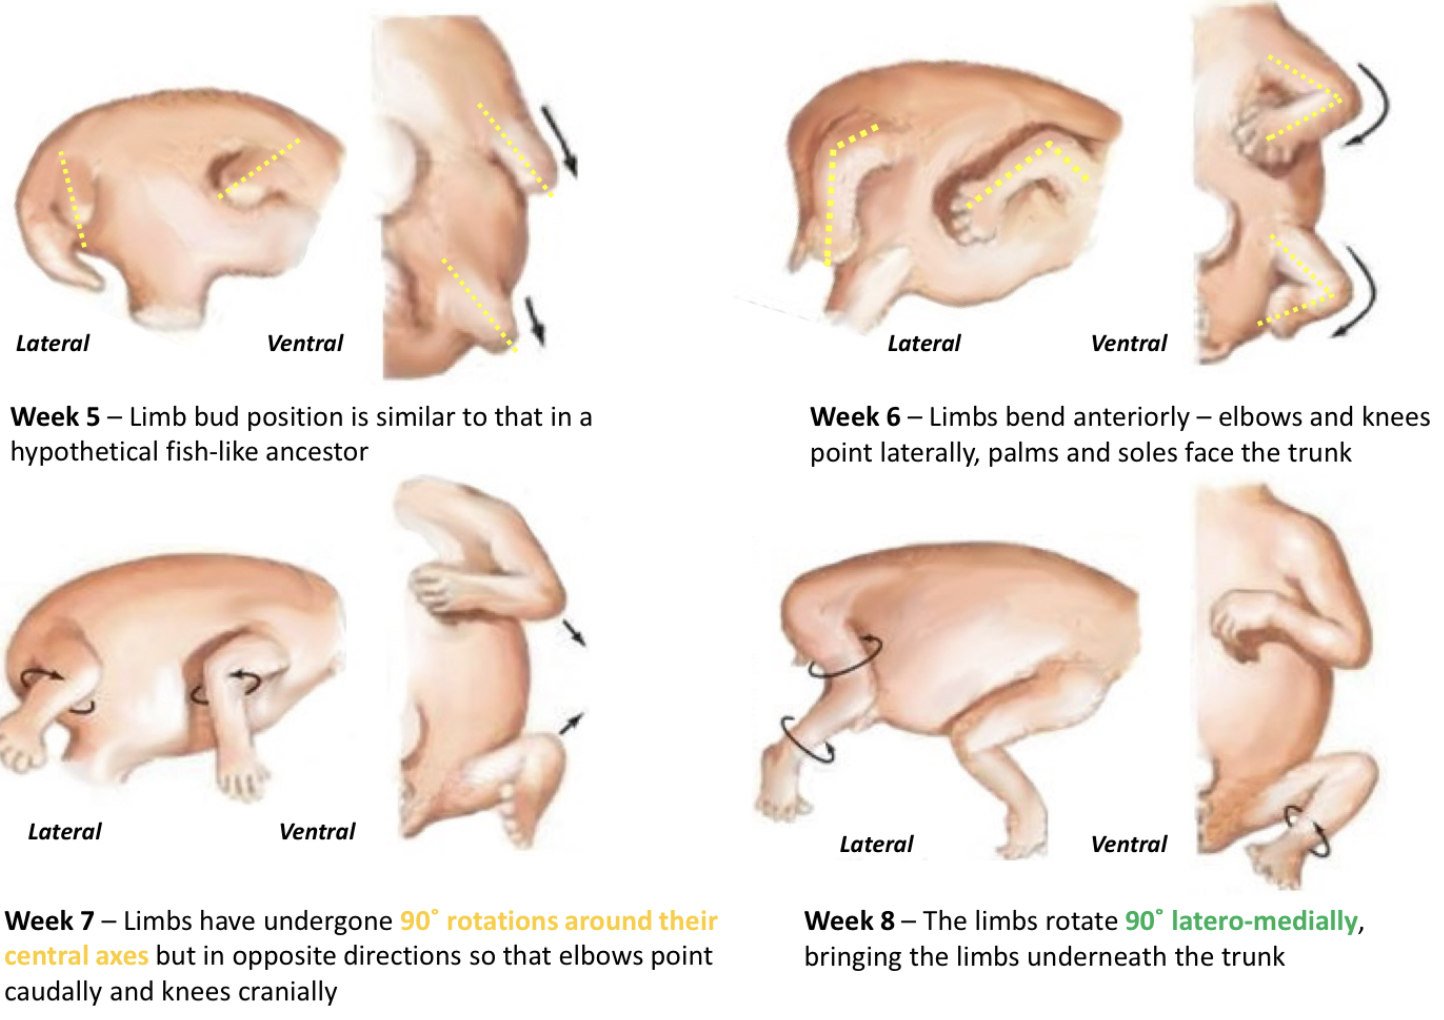 Lateral
Ventral
Week 5 – Limb bud position is similar to that in a
hypothetical fish-like ancestor
Lateral
Ventral
Week 6 – Limbs bend anteriorly – elbows and knees
point laterally, palms and soles face the trunk
Lateral
Ventral
Week 7 – Limbs have undergone 90˚ rotations around their
central axes but in opposite directions so that elbows point
caudally and knees cranially
Lateral
Ventral
Week 8 – The limbs rotate 90˚ latero-medially,
bringing the limbs underneath the trunk